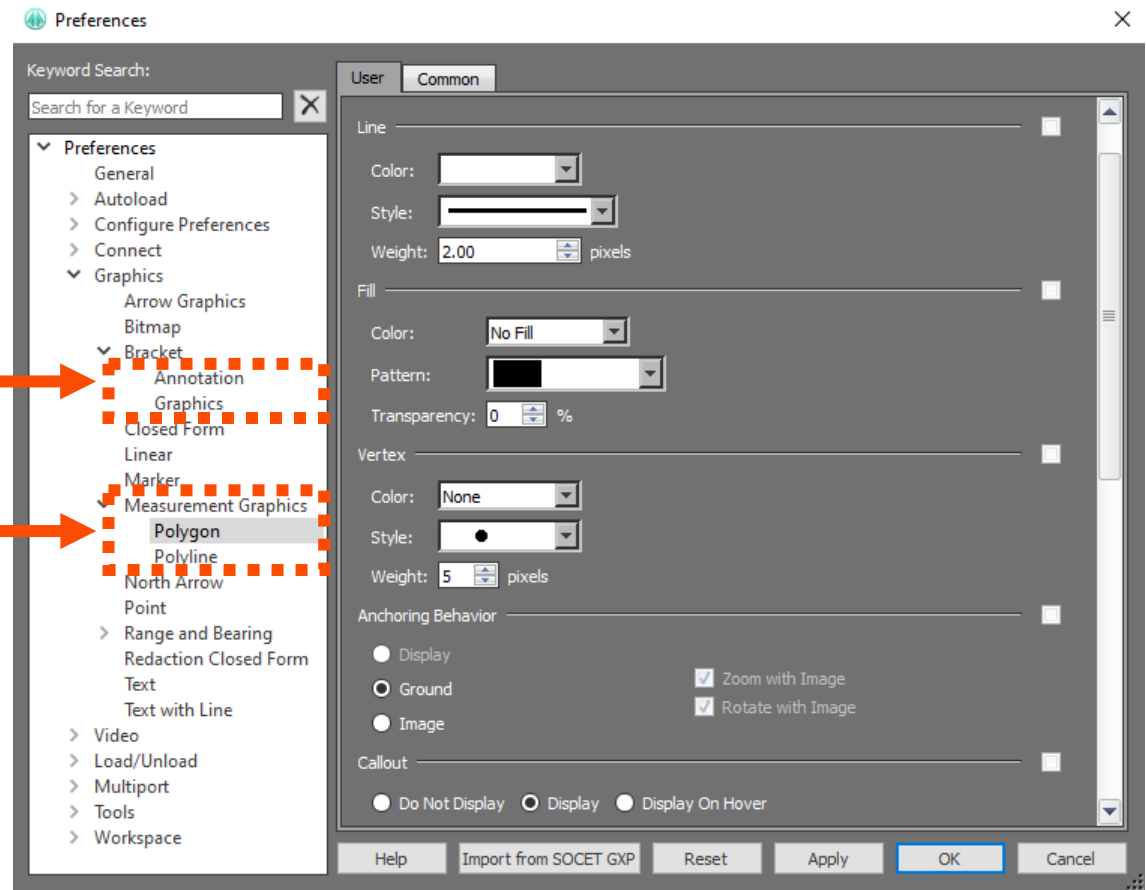 Preferences
Keyword Search:
Search for a Keyword
Preferences
General
Autoload
Configure Preferences
Connect
Graphics
Arrow Graphics
Bitmap
Bracket
Annotation
Graphics
Closed Form
Linear
Marker
Measurement Graphics
Polygon
Polyline
North Arrow
Point
Range and Bearing
Redaction Closed Form
Text
Text with Line
Video
Load/Unload
Multiport
Tools
Workspace
User Common
Line
Color:
Style:
Weight: 2.00 pixels
Fill
Color: No Fill
Pattern:
Transparency: 0 %
Vertex
Color: None
Style:
Weight: 5 pixels
Anchoring Behavior
Display
Ground
Image
Zoom with Image
Rotate with Image
Callout
Do Not Display Display Display On Hover
Help Import from SOCET GXP Reset Apply OK Cancel